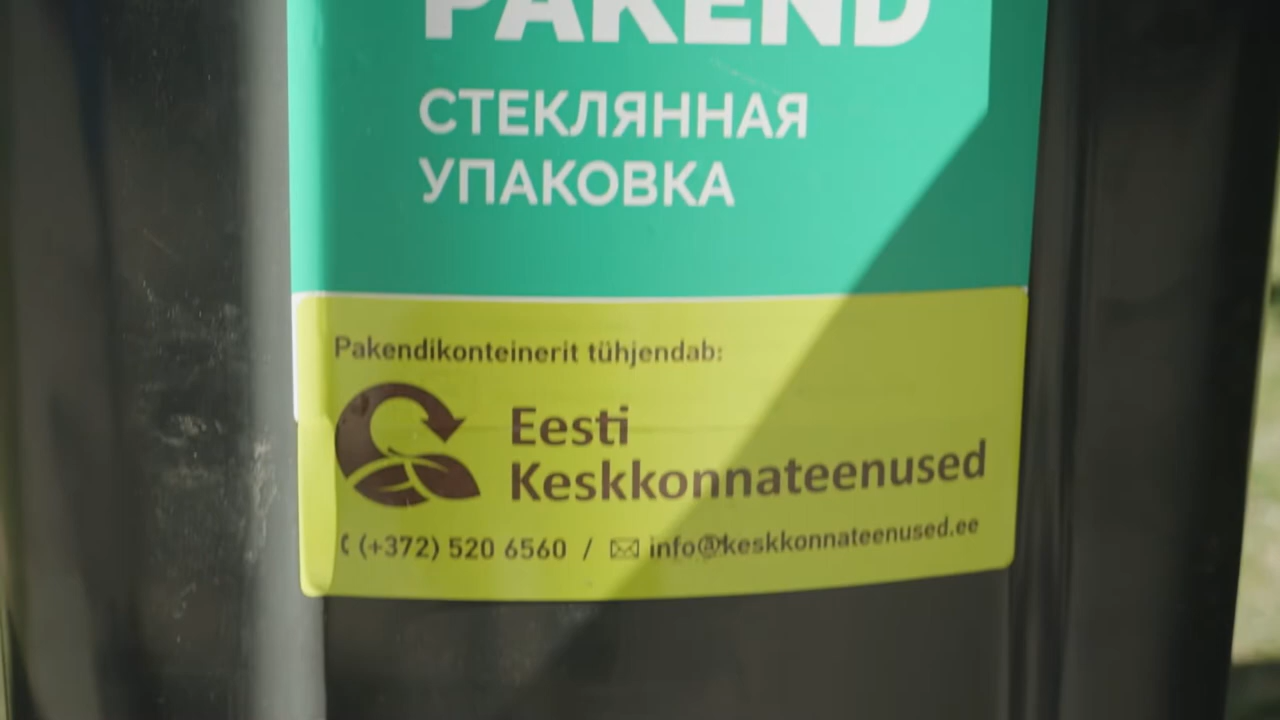 PAKEND
СТЕКЛЯННАЯ
УПАКОВКА
Pakendikonteinerit tühjendab:
Eesti
Keskkonnateenused
(+372) 520 6560 / info@keskkonnateenused.ee